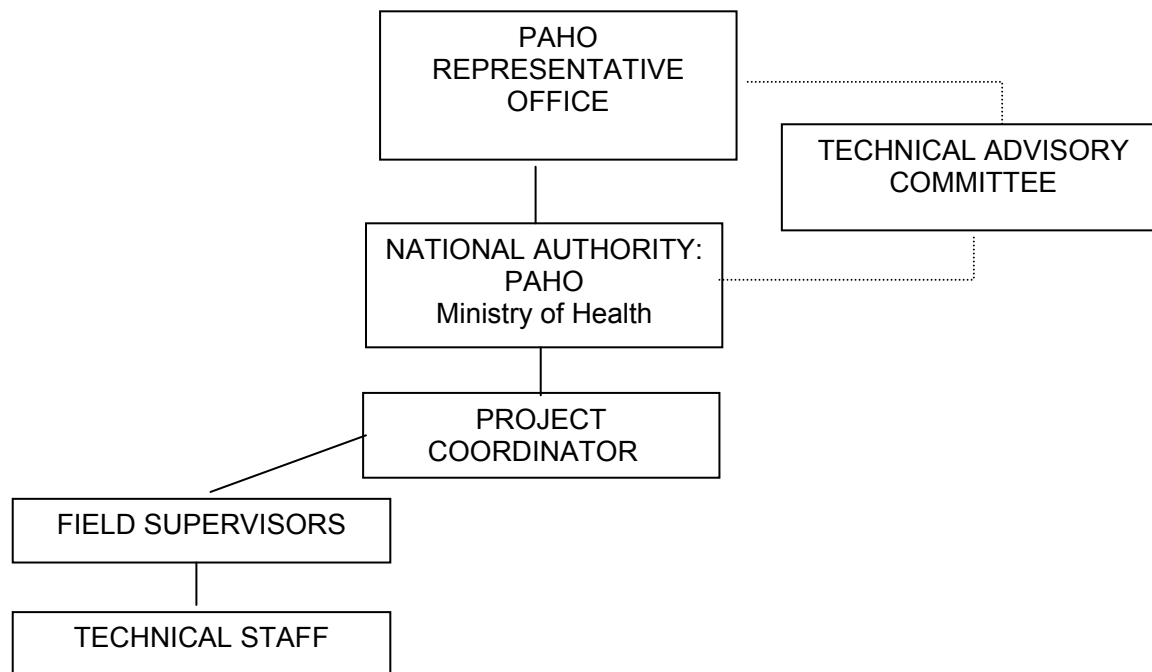 PAHO
REPRESENTATIVE
OFFICE
TECHNICAL ADVISORY
COMMITTEE
NATIONAL AUTHORITY:
PAHO
Ministry of Health
PROJECT
COORDINATOR
FIELD SUPERVISORS
TECHNICAL STAFF